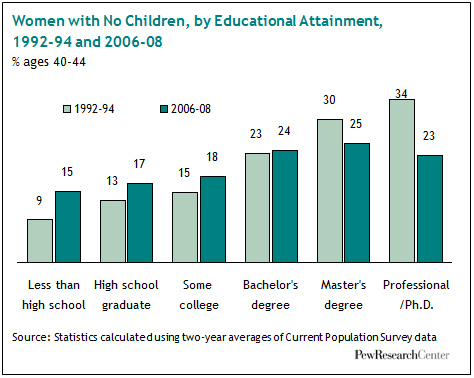 Women with No Children, by Educational Attainment,
1992-94 and 2006-08
% ages 40-44
1992-94 2006-08
9 15 13 17 15 18 23 24 30 25 34 23
Less than high school
High school graduate
Some college
Bachelor's degree
Master's degree
Professional /Ph.D.
Source: Statistics calculated using two-year averages of Current Population Survey data
PewResearchCenter